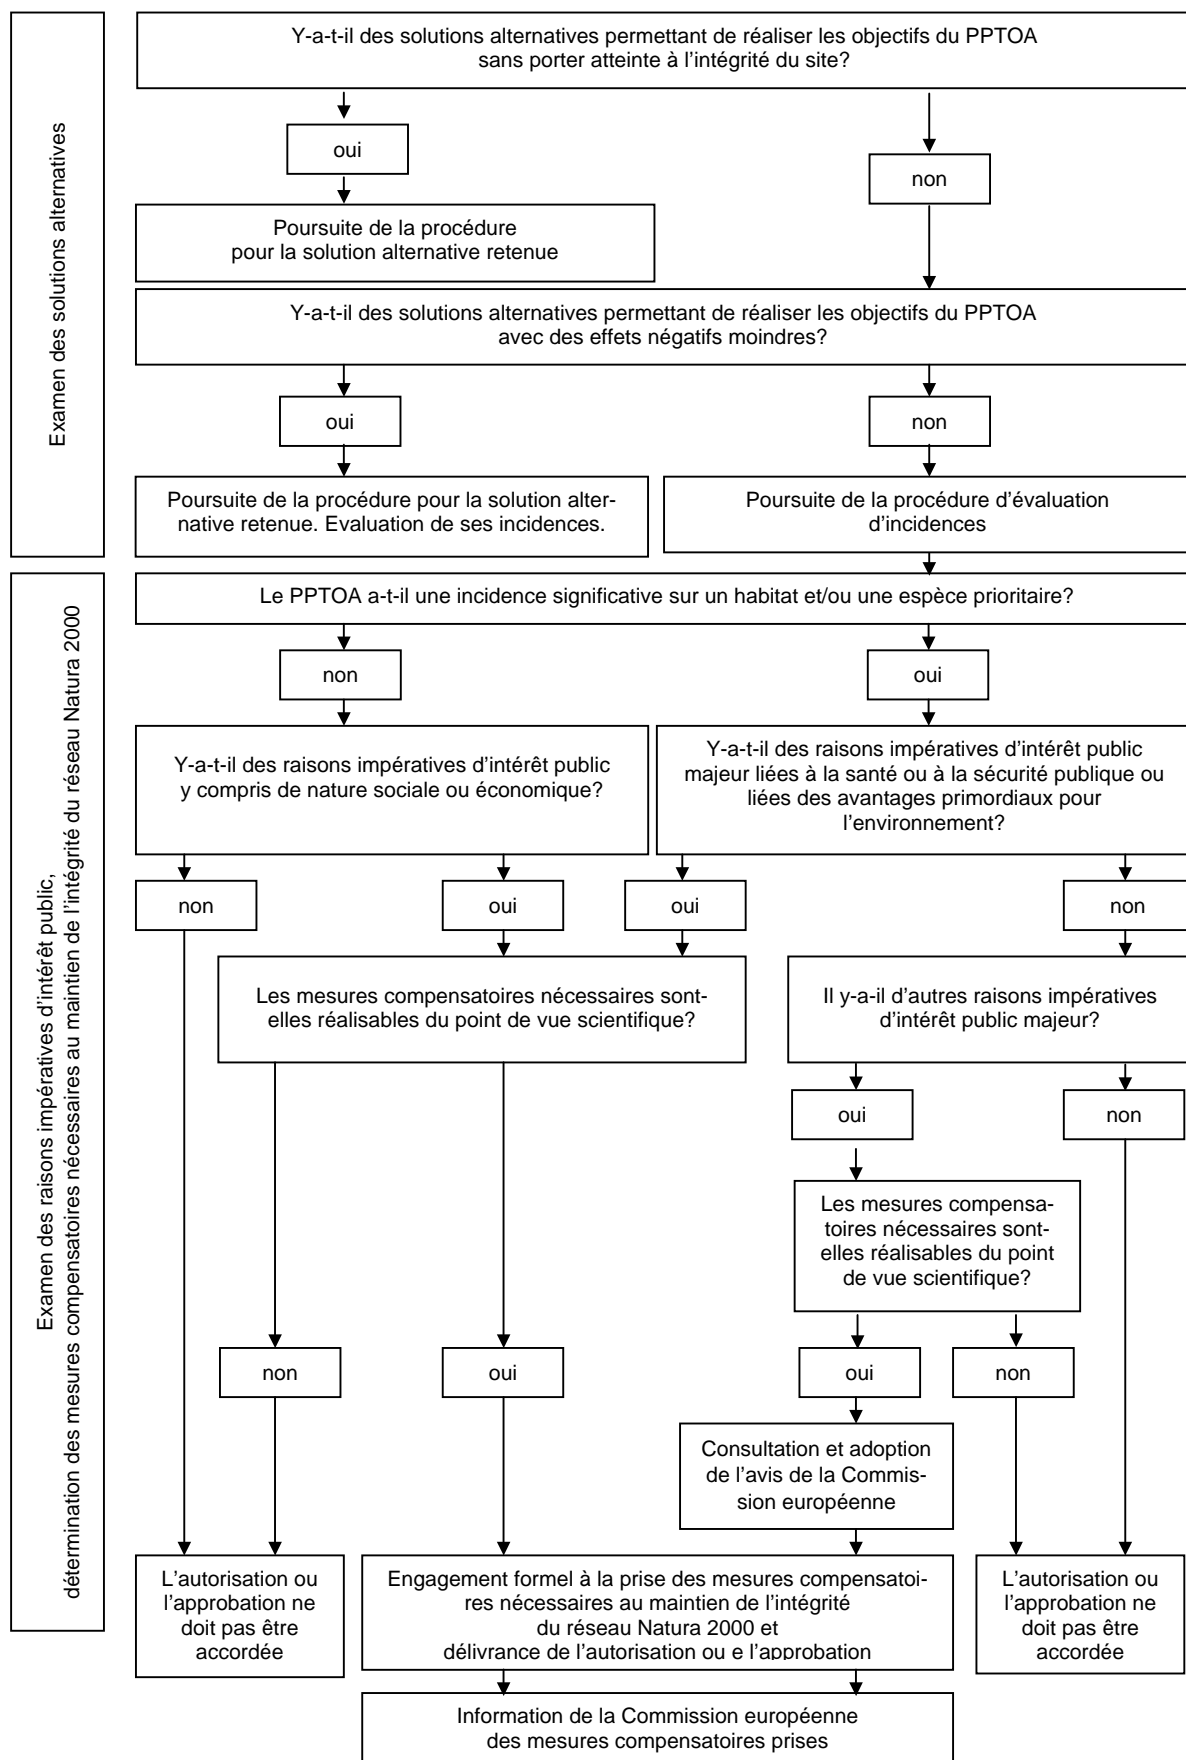 Examen des solutions alternatives
Y-a-t-il des solutions alternatives permettant de réaliser les objectifs du PPTOA
sans porter atteinte à l’intégrité du site?
oui
non
Poursuite de la procédure
pour la solution alternative retenue
Y-a-t-il des solutions alternatives permettant de réaliser les objectifs du PPTOA
avec des effets négatifs moindres?
oui
non
Poursuite de la procédure pour la solution alter-
native retenue. Evaluation de ses incidences.
Poursuite de la procédure d’évaluation
d’incidences
Examen des raisons impératives d’intérêt public,
détermination des mesures compensatoires nécessaires au maintien de l’intégrité du réseau Natura 2000
Le PPTOA a-t-il une incidence significative sur un habitat et/ou une espèce prioritaire?
non
oui
Y-a-t-il des raisons impératives d’intérêt public
y compris de nature sociale ou économique?
Y-a-t-il des raisons impératives d’intérêt public
majeur liées à la santé ou à la sécurité publique ou
liées des avantages primordiaux pour
l’environnement?
non
oui
oui
non
Les mesures compensatoires nécessaires sont-
elles réalisables du point de vue scientifique?
Il y-a-il d’autres raisons impératives
d’intérêt public majeur?
oui
non
Les mesures compensa-
toires nécessaires sont-
elles réalisables du point
de vue scientifique?
non
oui
oui
non
Consultation et adoption
de l’avis de la Commis-
sion européenne
L’autorisation ou
l’approbation ne
doit pas être
accordée
Engagement formel à la prise des mesures compensatoi-
res nécessaires au maintien de l’intégrité
du réseau Natura 2000 et
délivrance de l’autorisation ou e l’approbation
L’autorisation ou
l’approbation ne
doit pas être
accordée
Information de la Commission européenne
des mesures compensatoires prises